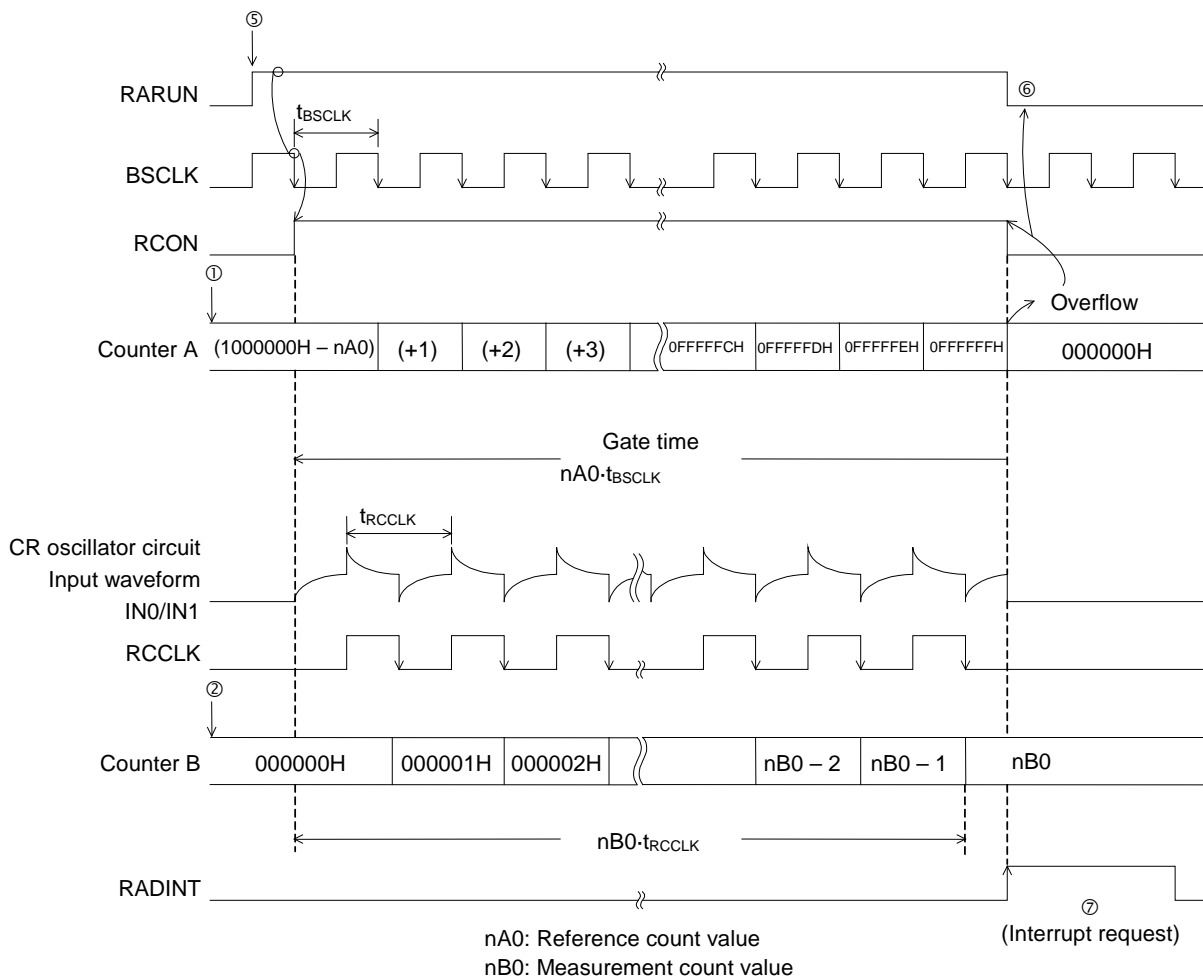 ⑤
RARUN
⑥
tBSCLK
BSCLK
RCON
①
Overflow
Counter A
(1000000H – nA0)
(+1)
(+2)
(+3)
0FFFFFCH
0FFFFFDH
0FFFFFEH
0FFFFFFH
000000H
Gate time
nA0·tBSCLK
tRCCLK
CR oscillator circuit
Input waveform
IN0/IN1
RCCLK
②
Counter B
000000H
000001H
000002H
nB0 – 2
nB0 – 1
nB0
nB0·tRCCLK
RADINT
⑦
(Interrupt request)
nA0: Reference count value
nB0: Measurement count value